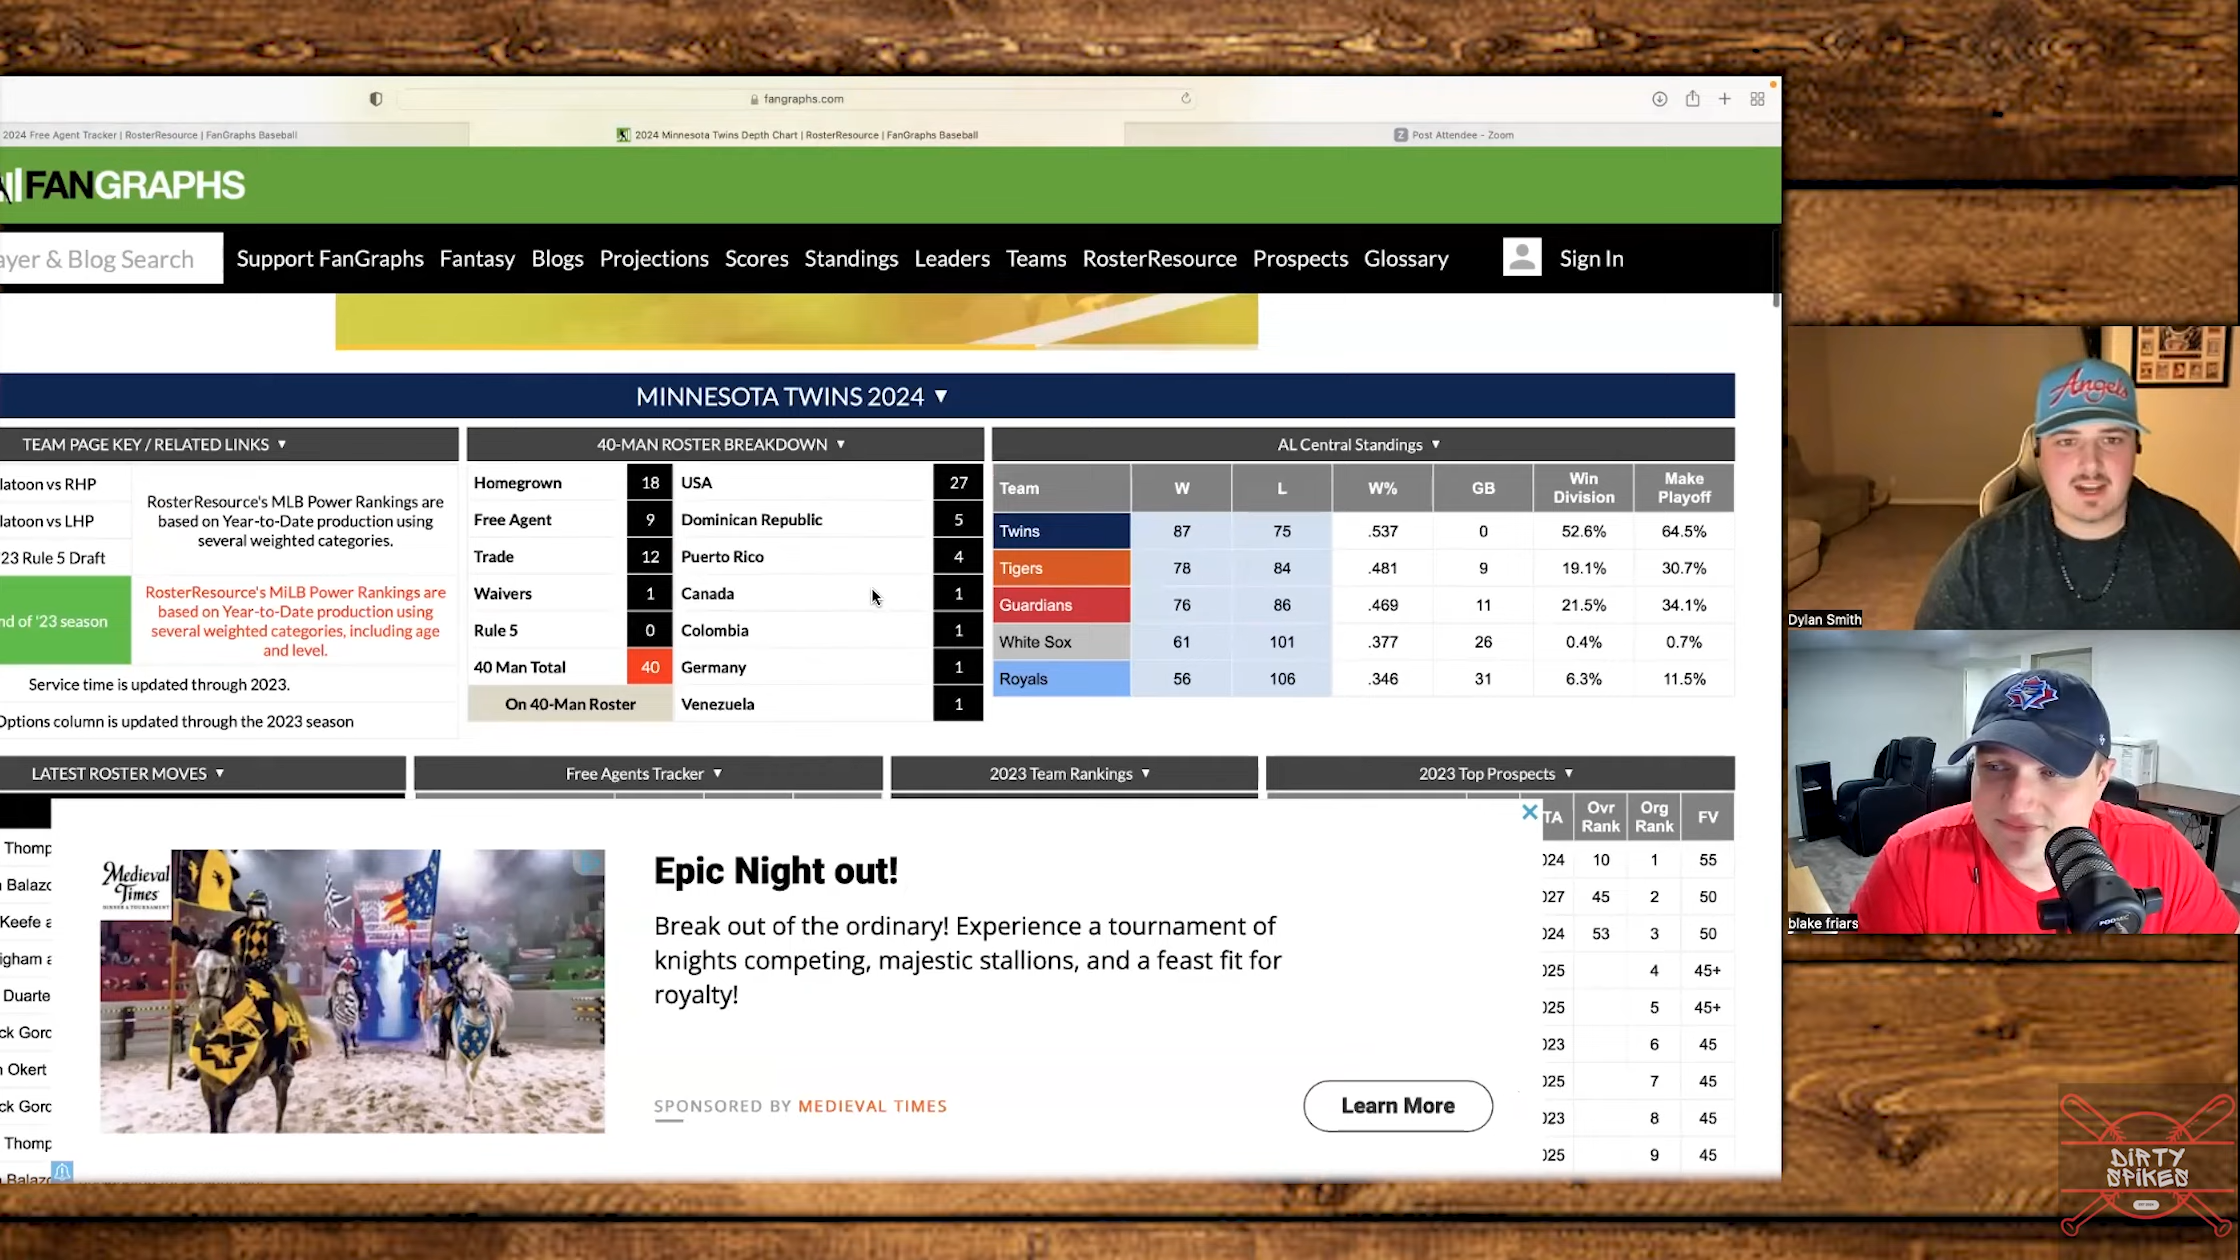 fangraphs.com
2024 Free Agent Tracker | RosterResource | FanGraphs Baseball
2024 Minnesota Twins Depth Chart | RosterResource | FanGraphs Baseball
Post Attendee - Zoom
FANGRAPHS
ayer & Blog Search
Support FanGraphs Fantasy Blogs Projections Scores Standings Leaders Teams RosterResource Prospects Glossary
Sign In
MINNESOTA TWINS 2024 ▼
TEAM PAGE KEY / RELATED LINKS ▼
latoon vs RHP
latoon vs LHP
23 Rule 5 Draft
nd of '23 season
RosterResource's MLB Power Rankings are
based on Year-to-Date production using
several weighted categories.
RosterResource's MiLB Power Rankings are
based on Year-to-Date production using
several weighted categories, including age
and level.
Service time is updated through 2023.
Options column is updated through the 2023 season
40-MAN ROSTER BREAKDOWN ▼
Homegrown 18 USA 27
Free Agent 9 Dominican Republic 5
Trade 12 Puerto Rico 4
Waivers 1 Canada 1
Rule 5 0 Colombia 1
40 Man Total 40 Germany 1
On 40-Man Roster Venezuela 1
AL Central Standings ▼
Team W L W% GB Win Division Make Playoff
Twins 87 75 .537 0 52.6% 64.5%
Tigers 78 84 .481 9 19.1% 30.7%
Guardians 76 86 .469 11 21.5% 34.1%
White Sox 61 101 .377 26 0.4% 0.7%
Royals 56 106 .346 31 6.3% 11.5%
LATEST ROSTER MOVES ▼
Free Agents Tracker ▼
2023 Team Rankings ▼
2023 Top Prospects ▼
Thomp
Balazo
Keefe a
igham a
Duarte
ck Gorc
Okert
ck Gorc
Thomp
Balazo
TA Ovr Rank Org Rank FV
024 10 1 55
027 45 2 50
024 53 3 50
025 4 45+
025 5 45+
023 6 45
025 7 45
023 8 45
025 9 45
Medieval
Times
DINNER & TOURNAMENT
Epic Night out!
Break out of the ordinary! Experience a tournament of
knights competing, majestic stallions, and a feast fit for
royalty!
SPONSORED BY MEDIEVAL TIMES
Learn More
Angels
Dylan Smith
blake friars
DIRTY
SPIKES